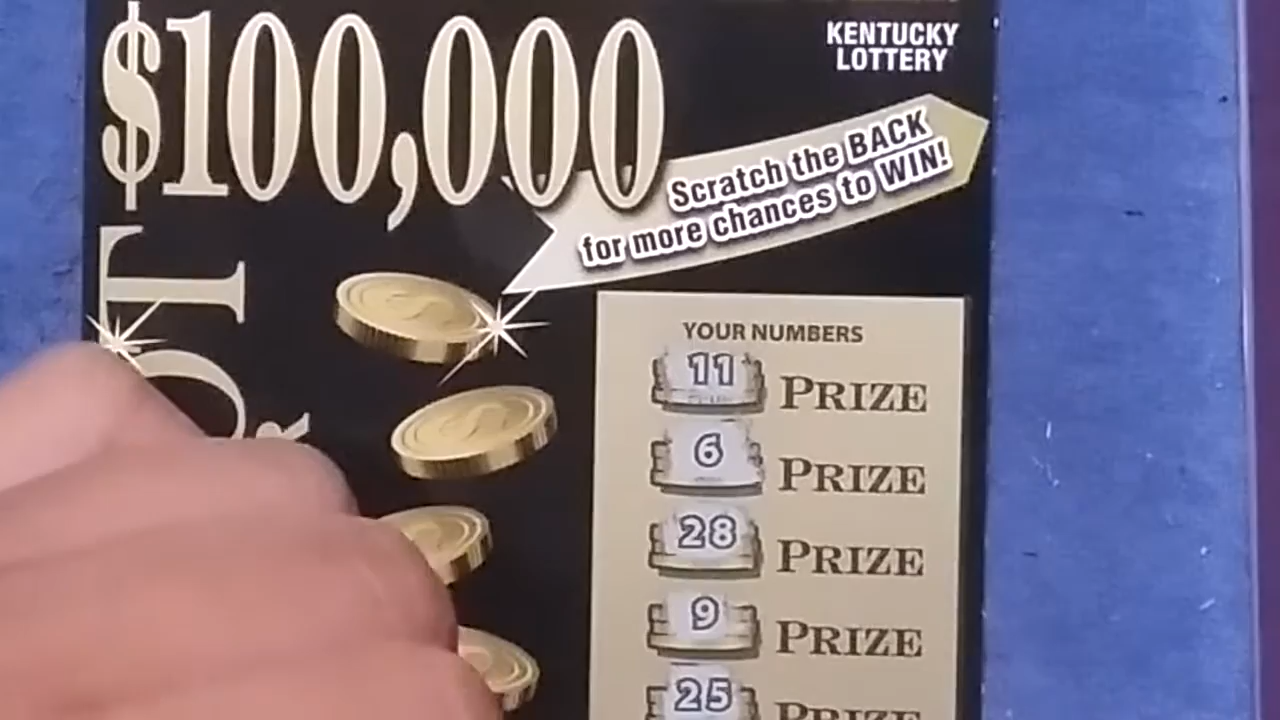 $100,000
KENTUCKY
LOTTERY
Scratch the BACK
for more chances to WIN!
YOUR NUMBERS
11 PRIZE
6 PRIZE
28 PRIZE
9 PRIZE
25 PRIZE